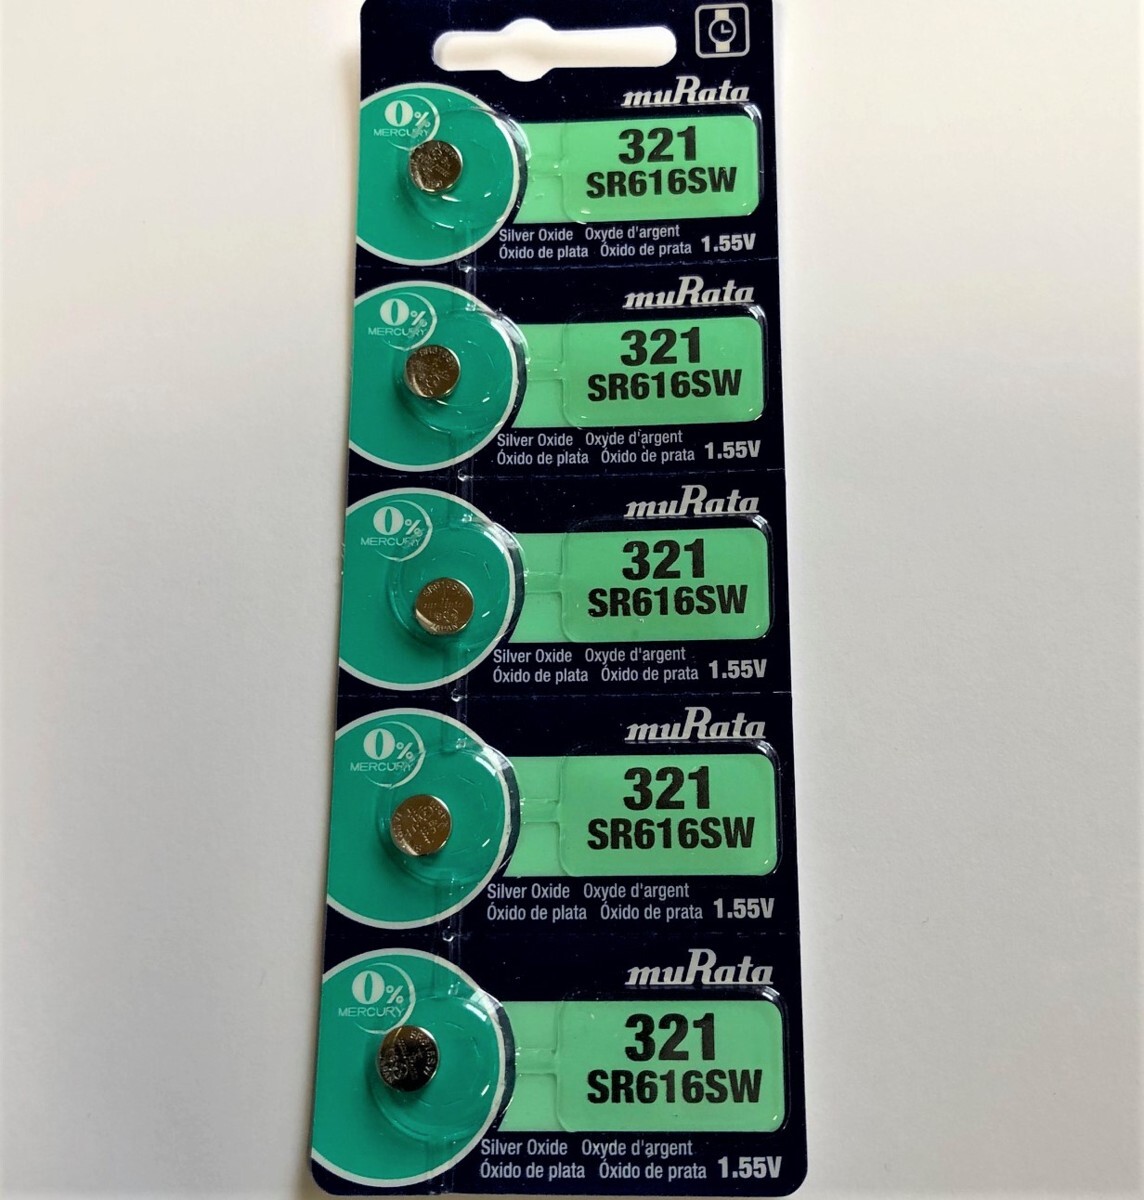 muRata
0%
MERCURY
321
SR616SW
Silver Oxide Oxyde d'argent
Óxido de plata Óxido de prata 1.55V
muRata
0%
MERCURY
321
SR616SW
Silver Oxide Oxyde d'argent
Óxido de plata Óxido de prata 1.55V
muRata
0%
MERCURY
321
SR616SW
SR616SW
JAPAN
Silver Oxide Oxyde d'argent
Óxido de plata Óxido de prata 1.55V
muRata
0%
MERCURY
321
SR616SW
Silver Oxide Oxyde d'argent
Óxido de plata Óxido de prata 1.55V
muRata
0%
MERCURY
321
SR616SW
SR616SW
Silver Oxide Oxyde d'argent
Óxido de plata Óxido de prata 1.55V